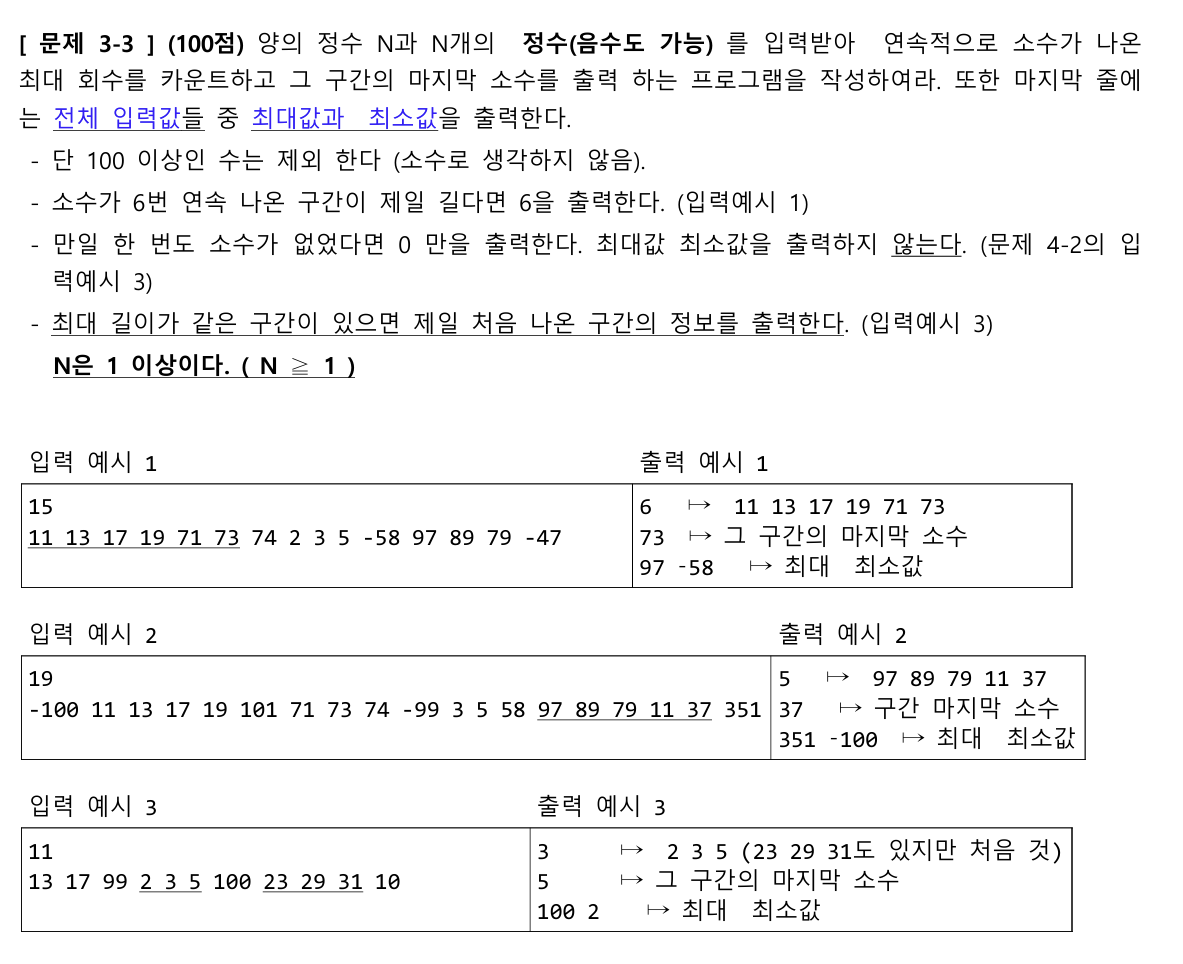 [ 문제 3-3 ] (100점) 양의 정수 N과 N개의 정수(음수도 가능) 를 입력받아 연속적으로 소수가 나온
최대 회수를 카운트하고 그 구간의 마지막 소수를 출력 하는 프로그램을 작성하여라. 또한 마지막 줄에
는 전체 입력값들 중 최대값과 최소값을 출력한다.
- 단 100 이상인 수는 제외 한다 (소수로 생각하지 않음).
- 소수가 6번 연속 나온 구간이 제일 길다면 6을 출력한다. (입력예시 1)
- 만일 한 번도 소수가 없었다면 0 만을 출력한다. 최대값 최소값을 출력하지 않는다. (문제 4-2의 입
력예시 3)
- 최대 길이가 같은 구간이 있으면 제일 처음 나온 구간의 정보를 출력한다. (입력예시 3)
N은 1 이상이다. ( N ≧ 1 )
입력 예시 1
15
11 13 17 19 71 73 74 2 3 5 -58 97 89 79 -47
출력 예시 1
6 ↦ 11 13 17 19 71 73
73 ↦ 그 구간의 마지막 소수
97 -58 ↦ 최대 최소값
입력 예시 2
19
-100 11 13 17 19 101 71 73 74 -99 3 5 58 97 89 79 11 37 351
출력 예시 2
5 ↦ 97 89 79 11 37
37 ↦ 구간 마지막 소수
351 -100 ↦ 최대 최소값
입력 예시 3
11
13 17 99 2 3 5 100 23 29 31 10
출력 예시 3
3 ↦ 2 3 5 (23 29 31도 있지만 처음 것)
5 ↦ 그 구간의 마지막 소수
100 2 ↦ 최대 최소값